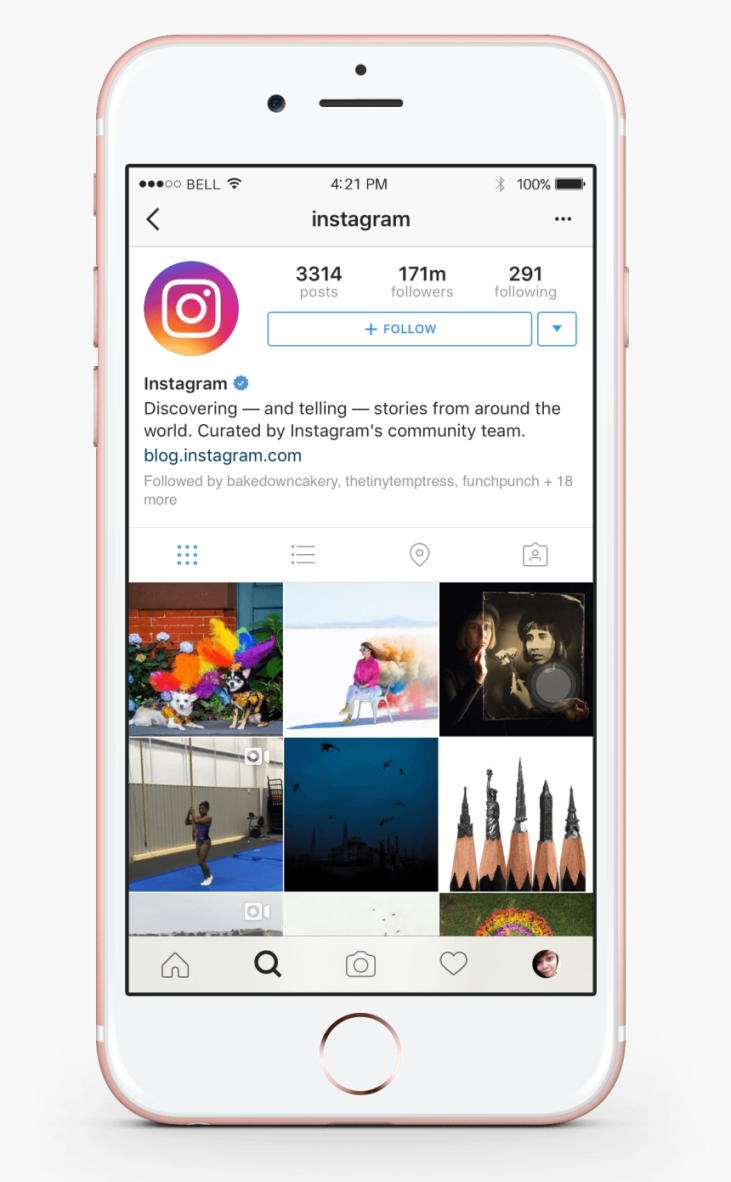 BELL 4:21 PM 100%
instagram
3314 171m 291
posts followers following
+ FOLLOW
Instagram
Discovering — and telling — stories from around the
world. Curated by Instagram's community team.
blog.instagram.com
Followed by bakedowncakery, thetinytemptress, funchpunch + 18
more